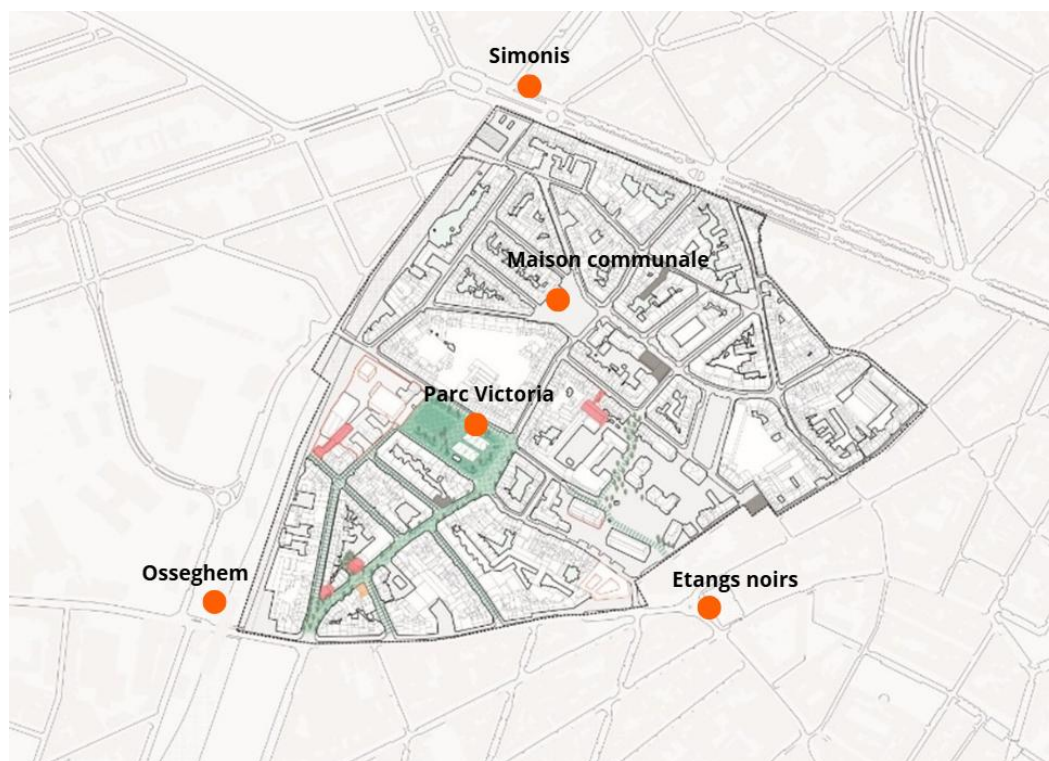 Simonis
Maison communale
Parc Victoria
Osseghem
Etangs noirs